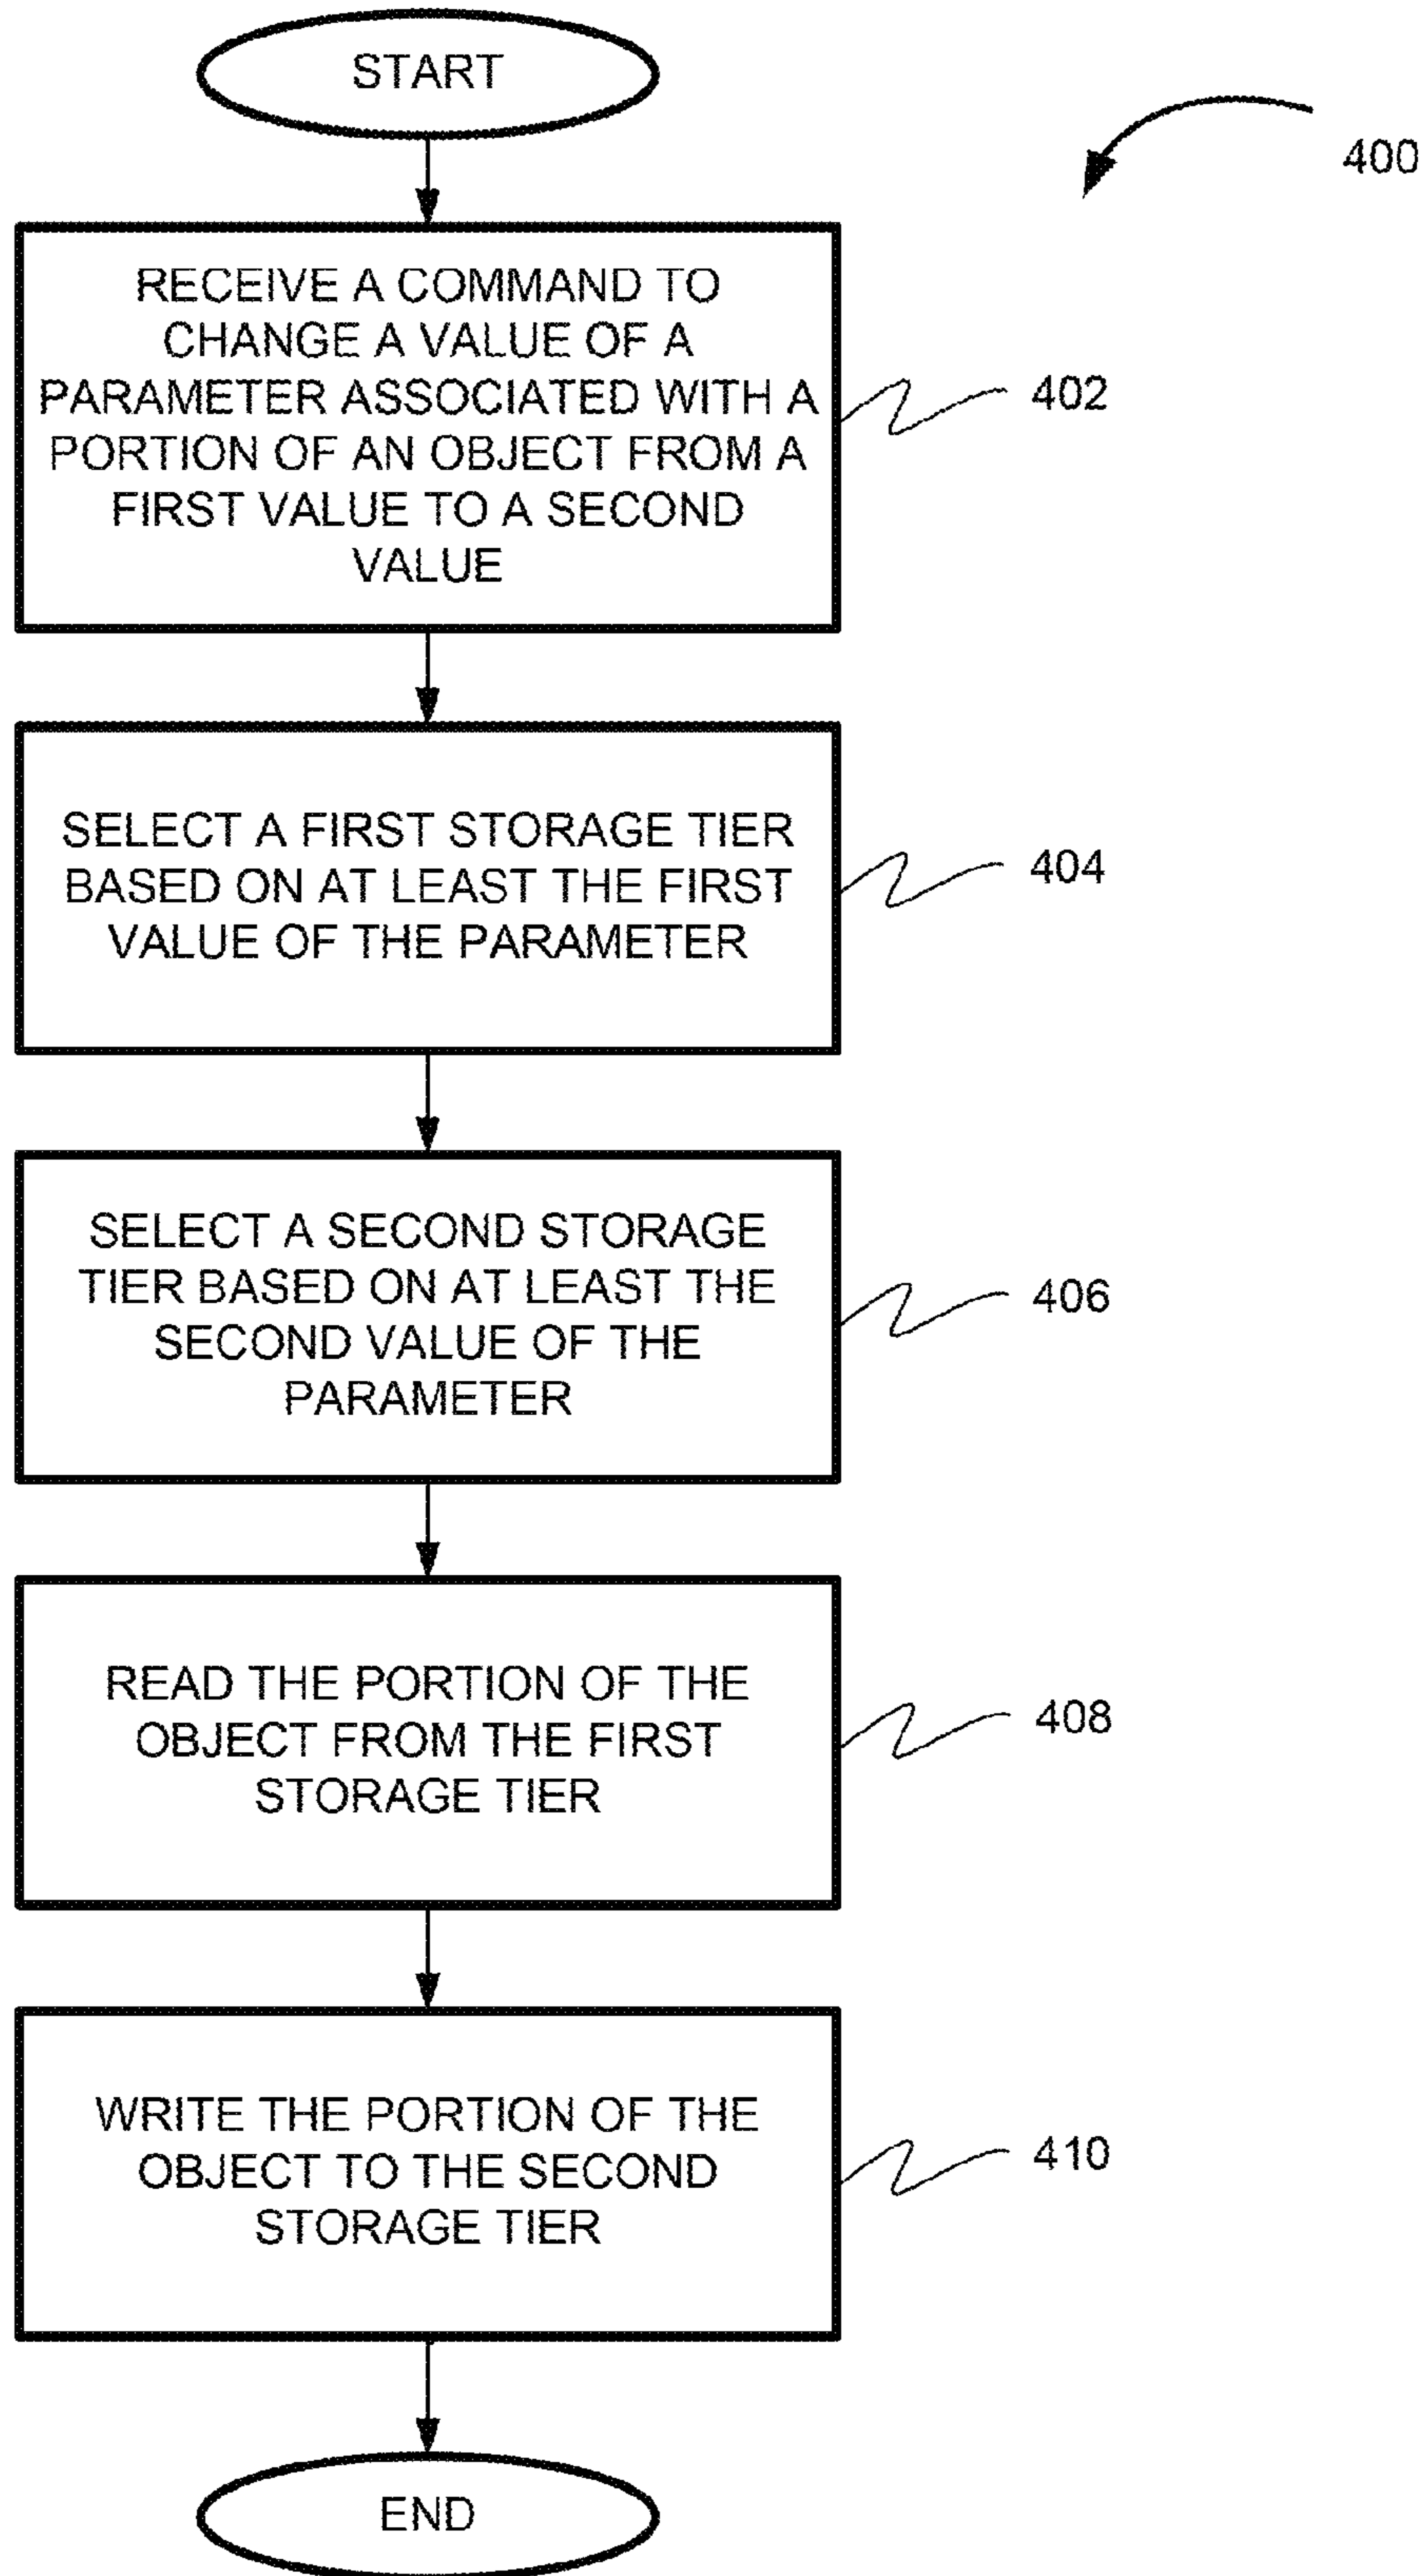 START
400
RECEIVE A COMMAND TO
CHANGE A VALUE OF A
PARAMETER ASSOCIATED WITH A
PORTION OF AN OBJECT FROM A
FIRST VALUE TO A SECOND
VALUE
402
SELECT A FIRST STORAGE TIER
BASED ON AT LEAST THE FIRST
VALUE OF THE PARAMETER
404
SELECT A SECOND STORAGE
TIER BASED ON AT LEAST THE
SECOND VALUE OF THE
PARAMETER
406
READ THE PORTION OF THE
OBJECT FROM THE FIRST
STORAGE TIER
408
WRITE THE PORTION OF THE
OBJECT TO THE SECOND
STORAGE TIER
410
END